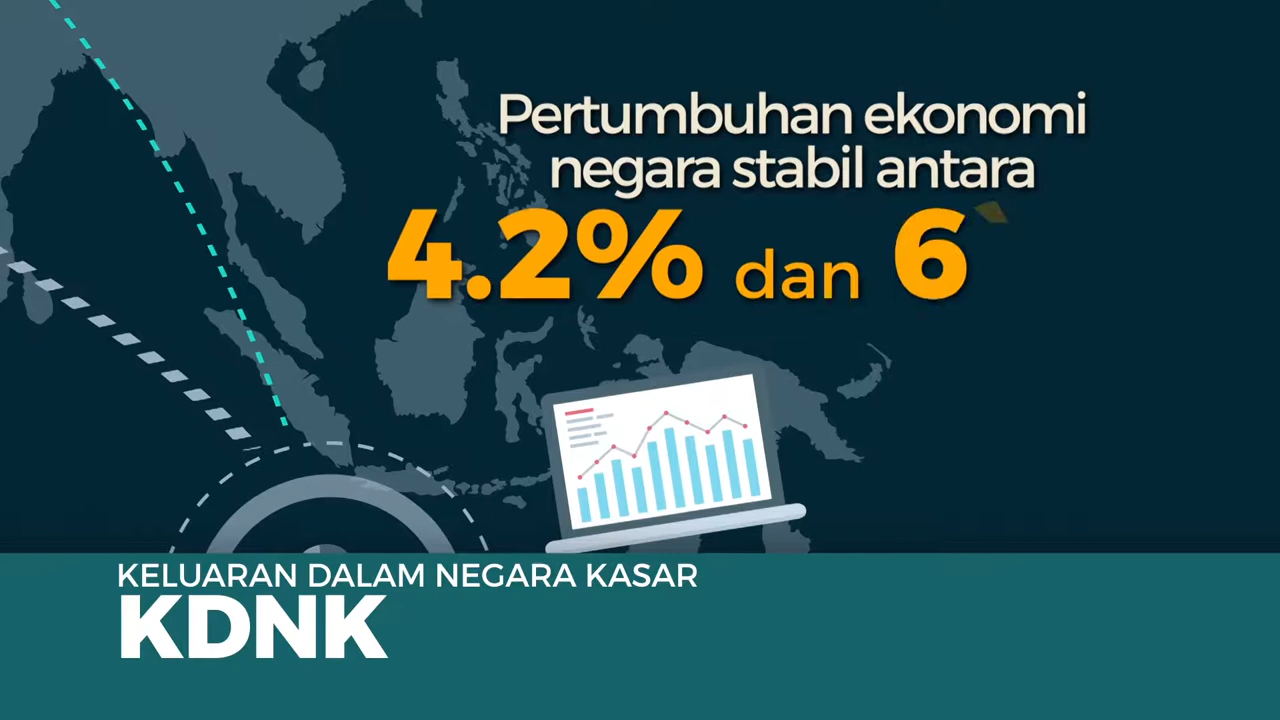 Pertumbuhan ekonomi
negara stabil antara
4.2% dan 6
KELUARAN DALAM NEGARA KASAR
KDNK